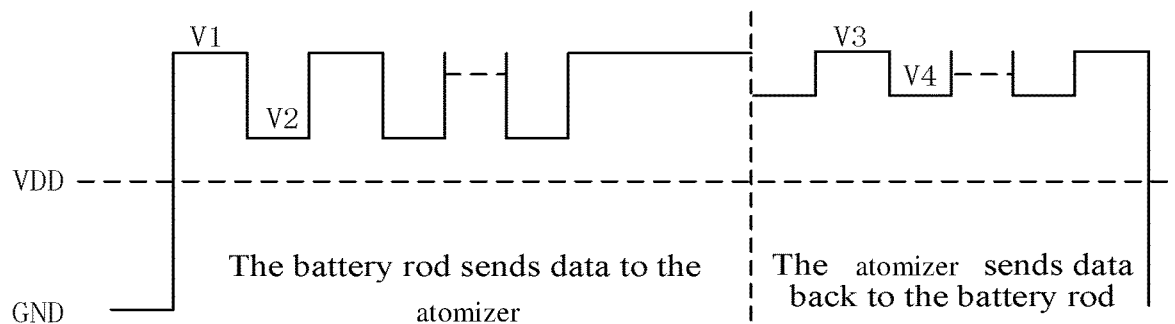 V1
V2
V3
V4
VDD
The battery rod sends data to the
atomizer
The atomizer sends data
back to the battery rod
GND